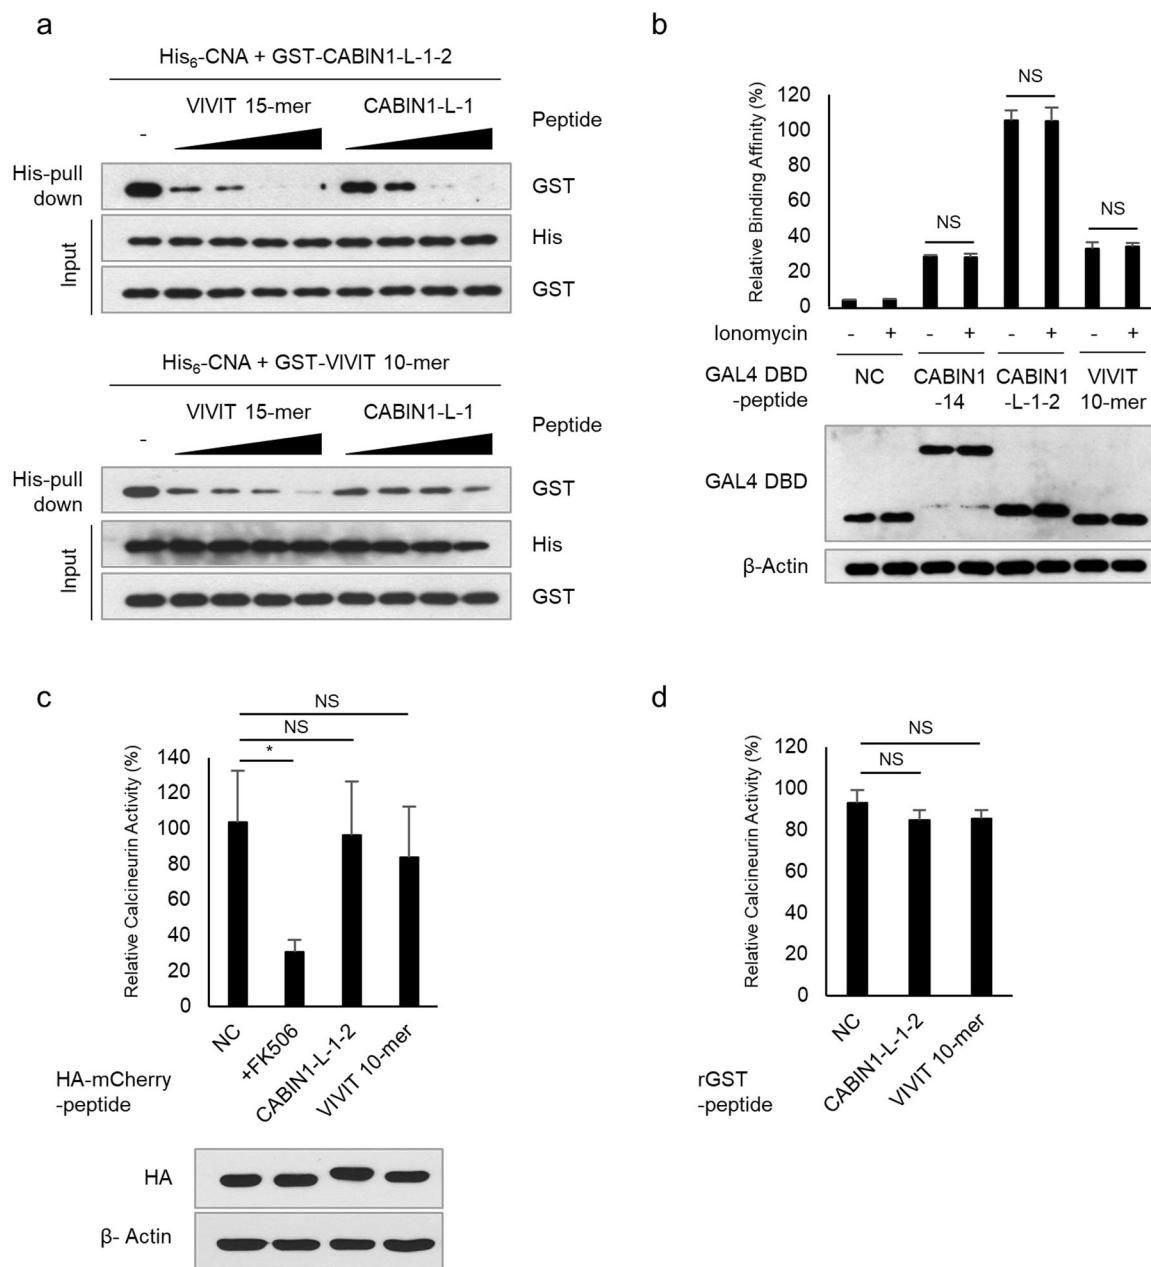 a
His6-CNA + GST-CABIN1-L-1-2
VIVIT 15-mer CABIN1-L-1 Peptide
-
His-pull
down
GST
Input
His
GST
His6-CNA + GST-VIVIT 10-mer
VIVIT 15-mer CABIN1-L-1 Peptide
-
His-pull
down
GST
Input
His
GST
b
Relative Binding Affinity (%)
120
100
80
60
40
20
0
NS
NS
NS
Ionomycin - + - + - + - +
GAL4 DBD
-peptide
NC
CABIN1
-14
CABIN1
-L-1-2
VIVIT
10-mer
GAL4 DBD
β-Actin
c
Relative Calcineurin Activity (%)
140
120
100
80
60
40
20
0
NS
NS
*
NC
+FK506
CABIN1-L-1-2
VIVIT 10-mer
HA-mCherry
-peptide
HA
β- Actin
d
Relative Calcineurin Activity (%)
120
100
80
60
40
20
0
NS
NS
NC
CABIN1-L-1-2
VIVIT 10-mer
rGST
-peptide